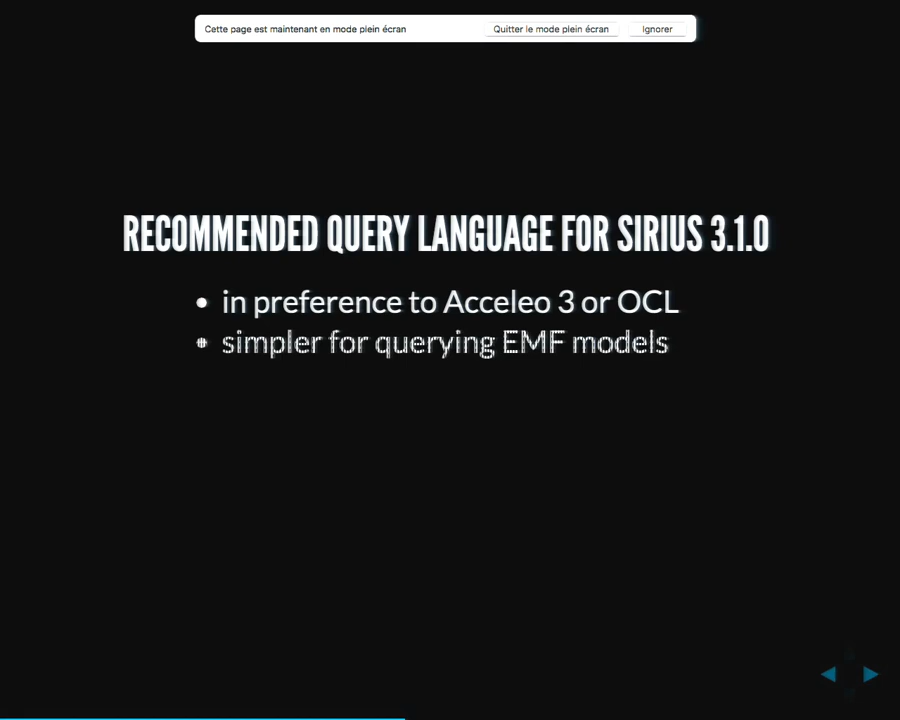 Cette page est maintenant en mode plein écran
Quitter le mode plein écran
Ignorer
RECOMMENDED QUERY LANGUAGE FOR SIRIUS 3.1.0
• in preference to Acceleo 3 or OCL
• simpler for querying EMF models